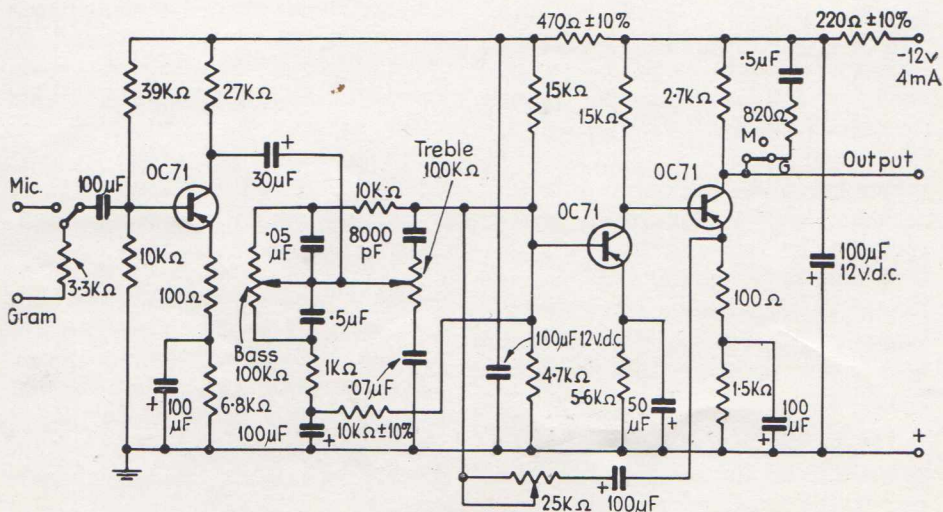 470Ω ±10%
220Ω ±10%
-12v
4mA
39KΩ
27KΩ
15KΩ
15KΩ
2.7KΩ
.5µF
820Ω
M
G
Output
Treble
100KΩ
Mic.
100µF
OC71
+
30µF
10KΩ
OC71
OC71
.05
µF
8000
pF
100µF
12v.d.c.
+
10KΩ
3.3KΩ
Gram
100Ω
Bass
100KΩ
.5µF
1KΩ
.07µF
100µF 12v.d.c.
4.7KΩ
5.6KΩ
100Ω
1.5KΩ
100
µF
+
6.8KΩ
100µF
+
10KΩ±10%
50
µF
+
100
µF
+
+
25KΩ
+
100µF